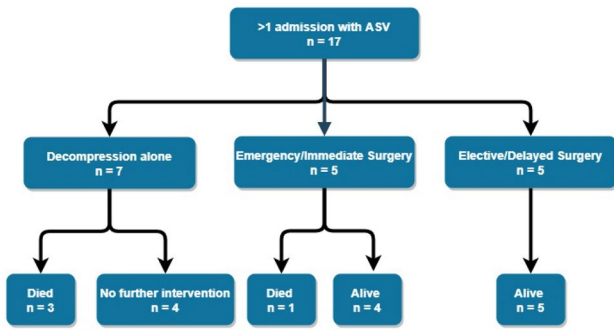 >1 admission with ASV
n = 17
Decompression alone
n = 7
Emergency/Immediate Surgery
n = 5
Elective/Delayed Surgery
n = 5
Died
n = 3
No further intervention
n = 4
Died
n = 1
Alive
n = 4
Alive
n = 5